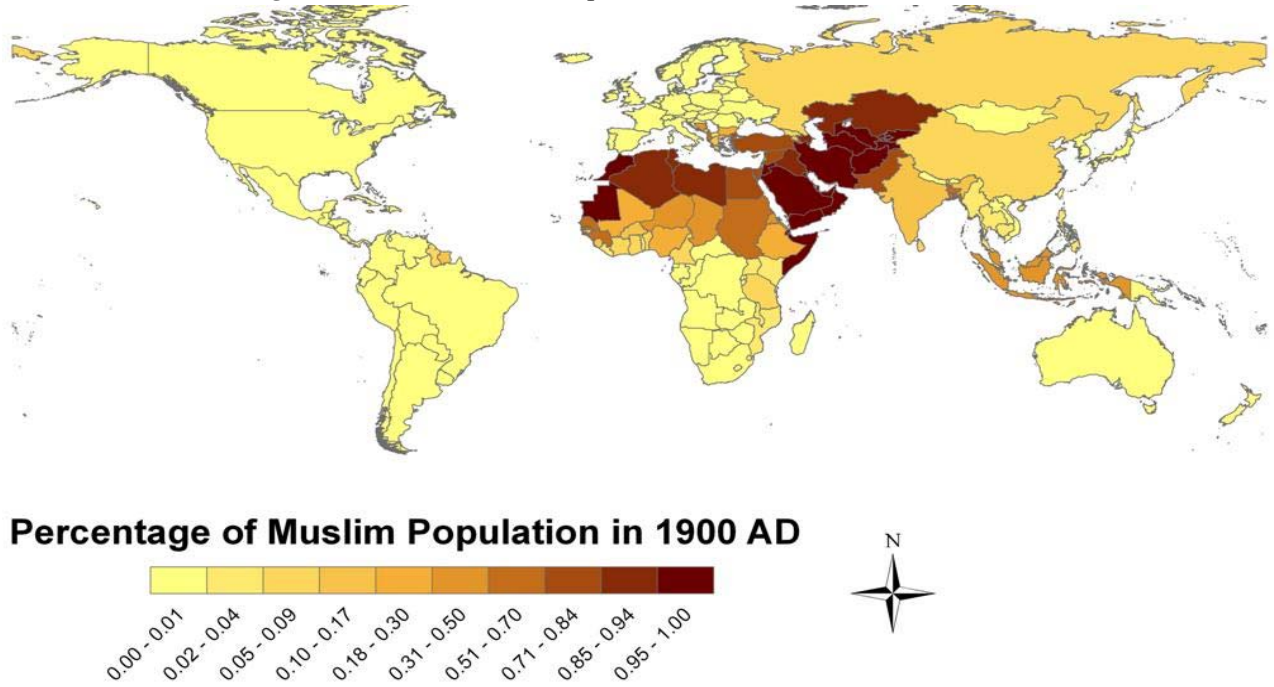 Percentage of Muslim Population in 1900 AD
N
0.00 - 0.01
0.02 - 0.04
0.05 - 0.09
0.10 - 0.17
0.18 - 0.30
0.31 - 0.50
0.51 - 0.70
0.71 - 0.84
0.85 - 0.94
0.95 - 1.00